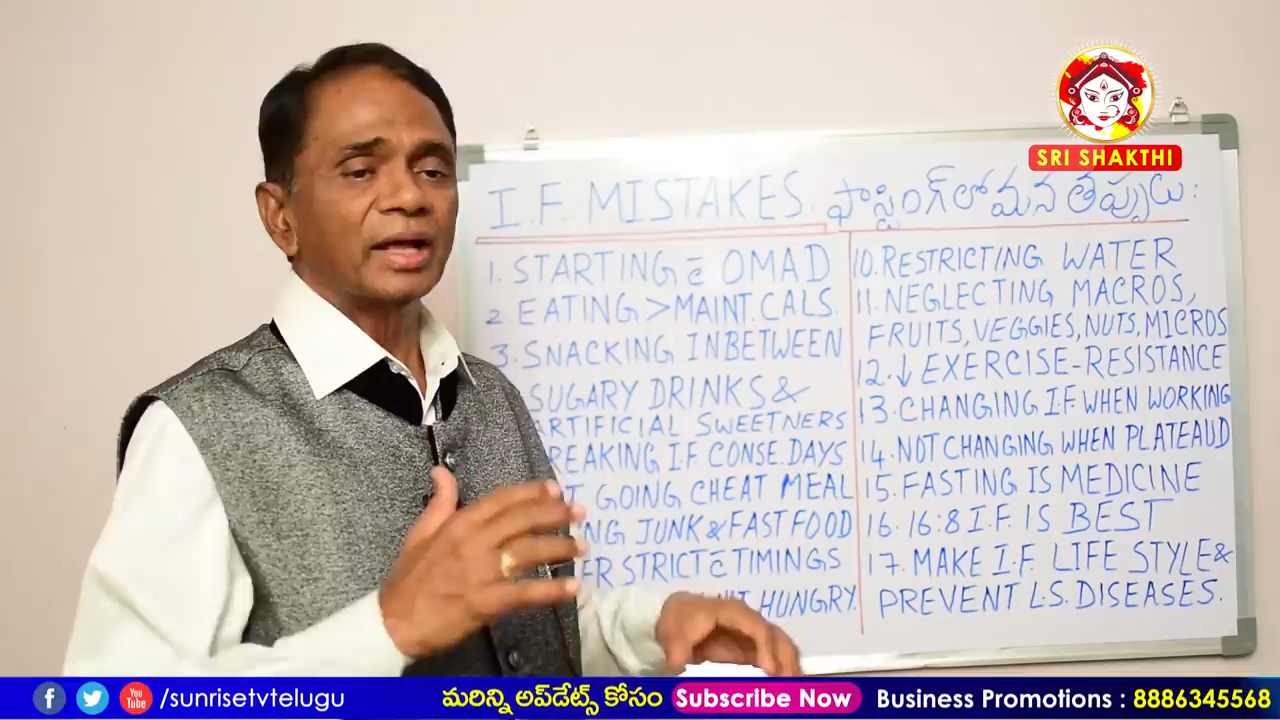 SRI SHAKTHI
I.F. MISTAKES. ఫాస్టింగ్‌లో మన తప్పులు :
1. STARTING c̄ OMAD
2. EATING > MAINT. CALS.
3. SNACKING INBETWEEN
SUGARY DRINKS &
ARTIFICIAL SWEETNERS
BREAKING I.F. CONSE. DAYS
GOING CHEAT MEAL
JUNK & FAST FOOD
STRICT c̄ TIMINGS
HUNGRY.
10. RESTRICTING WATER
11. NEGLECTING MACROS,
FRUITS, VEGGIES, NUTS, MICROS
12. ↓ EXERCISE-RESISTANCE
13. CHANGING I.F. WHEN WORKING
14. NOT CHANGING WHEN PLATEAUD
15. FASTING IS MEDICINE
16. 16:8 I.F. IS BEST
17. MAKE I.F. LIFE STYLE &
PREVENT L.S. DISEASES.
You Tube /sunrisetvtelugu మరిన్ని అప్‌డేట్స్ కోసం Subscribe Now Business Promotions : 8886345568